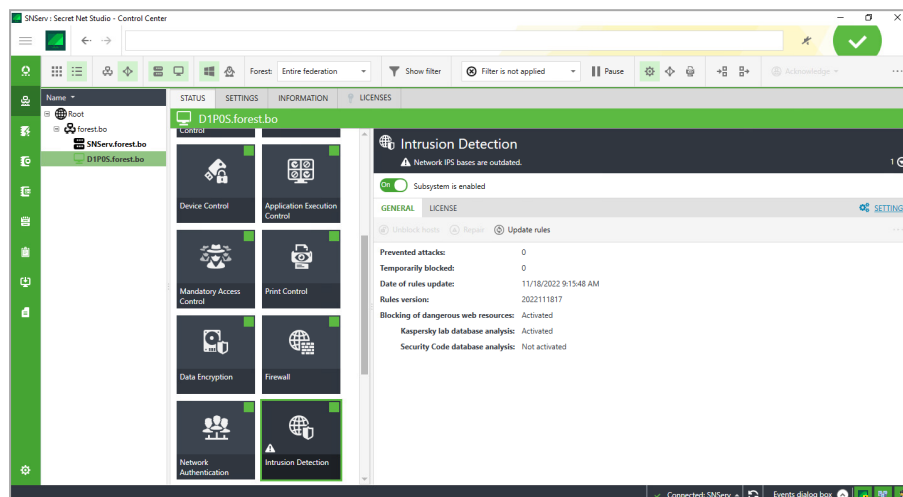 SNServ : Secret Net Studio - Control Center
Forest: Entire federation
Show filter
Filter is not applied
Pause
Acknowledge
Name
STATUS SETTINGS INFORMATION LICENSES
Root
forest.bo
SNServ.forest.bo
D1P0S.forest.bo
D1P0S.forest.bo
Control
Device Control
Application Execution
Control
Mandatory Access
Control
Print Control
Data Encryption
Firewall
Network
Authentication
Intrusion Detection
Intrusion Detection
Network IPS bases are outdated.
1
On Subsystem is enabled
GENERAL LICENSE
SETTING
Unblock hosts Repair Update rules
Prevented attacks: 0
Temporarily blocked: 0
Date of rules update: 11/18/2022 9:15:48 AM
Rules version: 2022111817
Blocking of dangerous web resources: Activated
Kaspersky lab database analysis: Activated
Security Code database analysis: Not activated
Connected: SNServ
Events dialog box